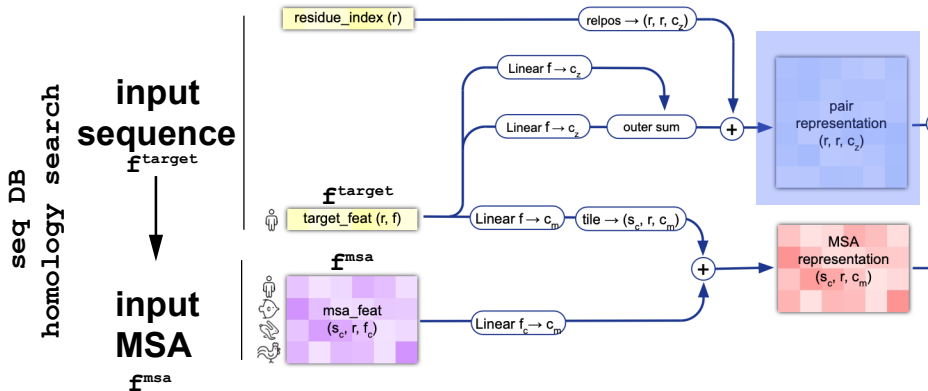 seq DB
homology search
input
sequence
f^target
input
MSA
f^msa
residue_index (r)
relpos → (r, r, c_z)
Linear f → c_z
Linear f → c_z
outer sum
+
pair
representation
(r, r, c_z)
f^target
target_feat (r, f)
Linear f → c_m
tile → (s_c, r, c_m)
+
MSA
representation
(s_c, r, c_m)
f^msa
msa_feat
(s_c, r, f_c)
Linear f_c → c_m